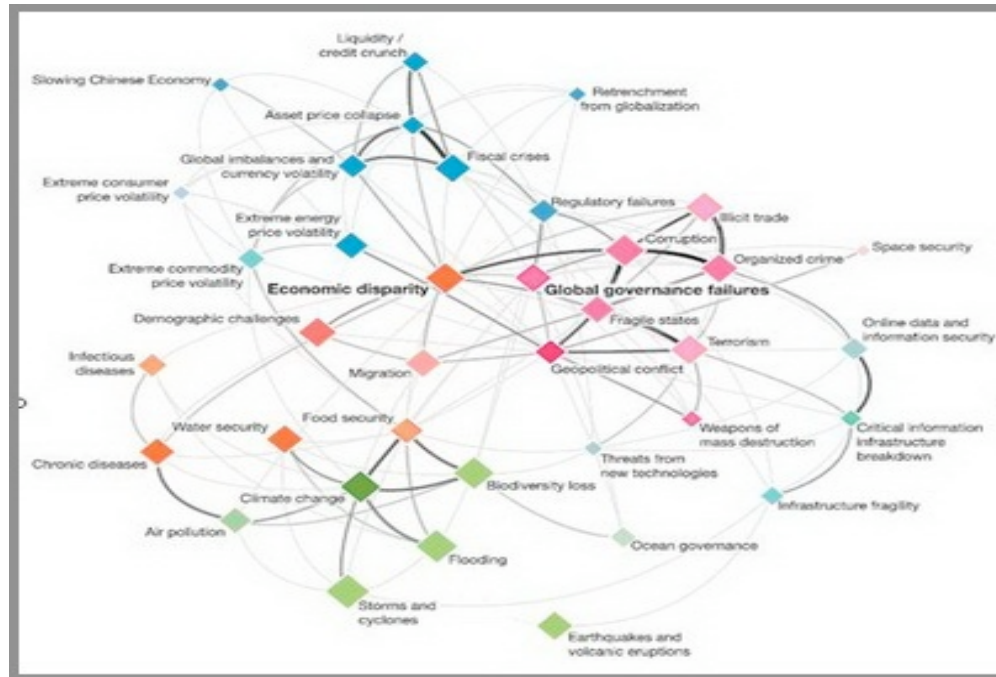 Liquidity /
credit crunch
Slowing Chinese Economy
Retrenchment
from globalization
Asset price collapse
Global imbalances and
currency volatility
Fiscal crises
Extreme consumer
price volatility
Regulatory failures
Illicit trade
Extreme energy
price volatility
Corruption
Space security
Extreme commodity
price volatility
Organized crime
Economic disparity
Global governance failures
Demographic challenges
Fragile states
Online data and
information security
Infectious
diseases
Migration
Terrorism
Geopolitical conflict
Food security
Water security
Weapons of
mass destruction
Critical information
infrastructure
breakdown
Chronic diseases
Threats from
new technologies
Climate change
Biodiversity loss
Infrastructure fragility
Air pollution
Ocean governance
Flooding
Storms and
cyclones
Earthquakes and
volcanic eruptions